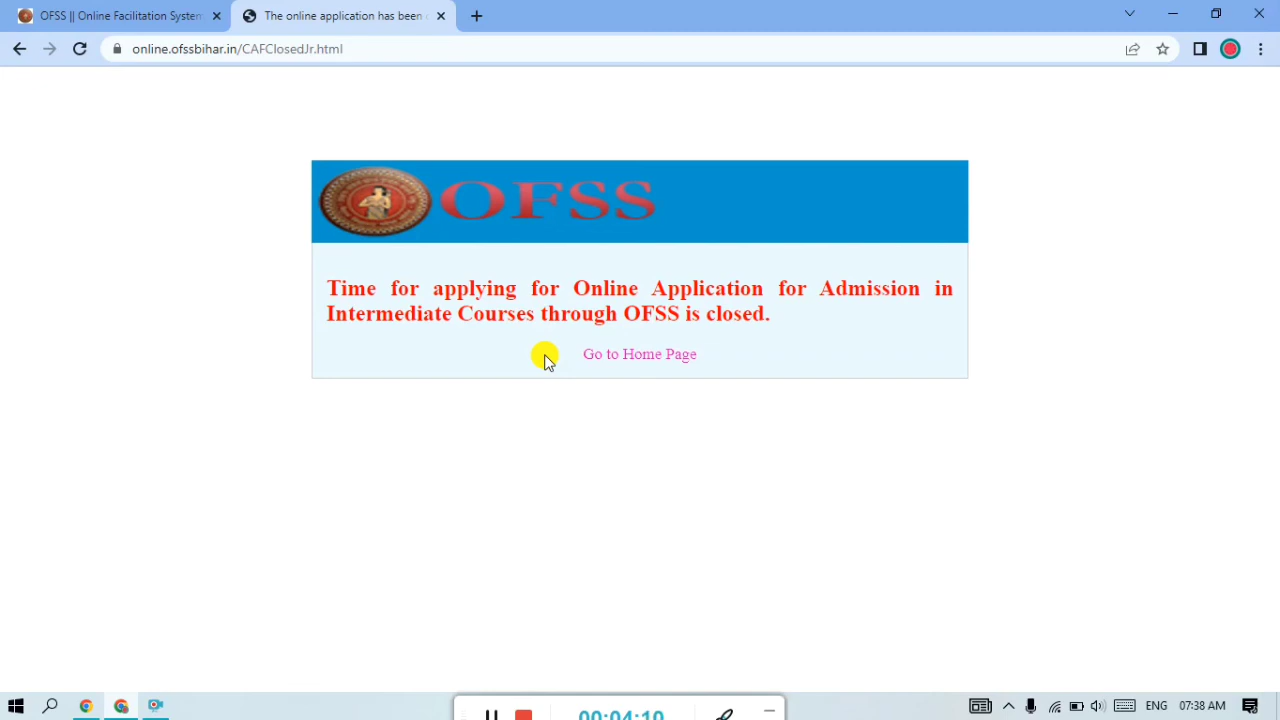 OFSS || The Facilitation System
The online application has been
online.ofssbihar.in/CAFClosedJr.html
OFSS
Time for applying for Online Application for Admission in
Intermediate Courses through OFSS is closed.
Go to Home Page
00:04:10
ENG
07:38 AM